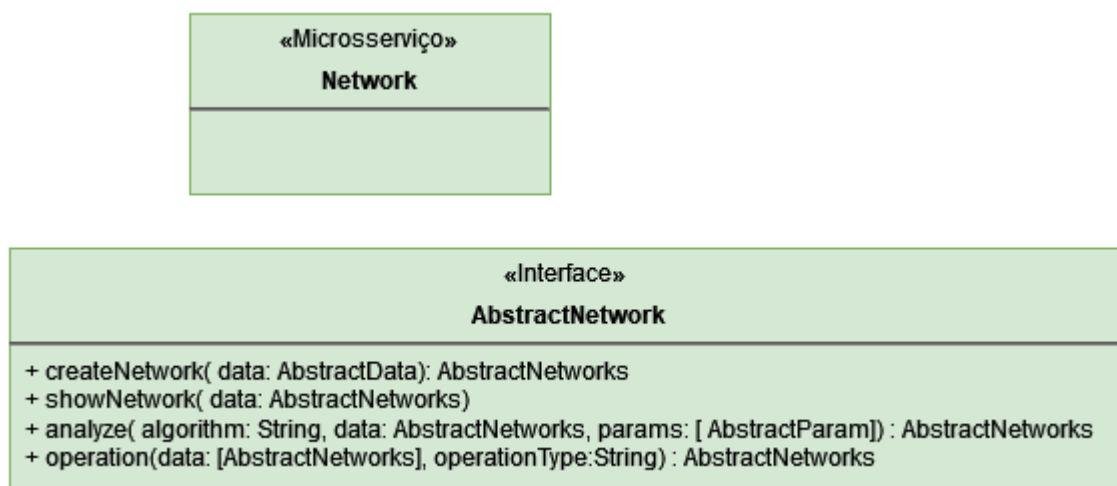 «Microsserviço»
Network
«Interface»
AbstractNetwork
+ createNetwork( data: AbstractData): AbstractNetworks
+ showNetwork( data: AbstractNetworks)
+ analyze( algorithm: String, data: AbstractNetworks, params: [ AbstractParam]) : AbstractNetworks
+ operation(data: [AbstractNetworks], operationType:String) : AbstractNetworks